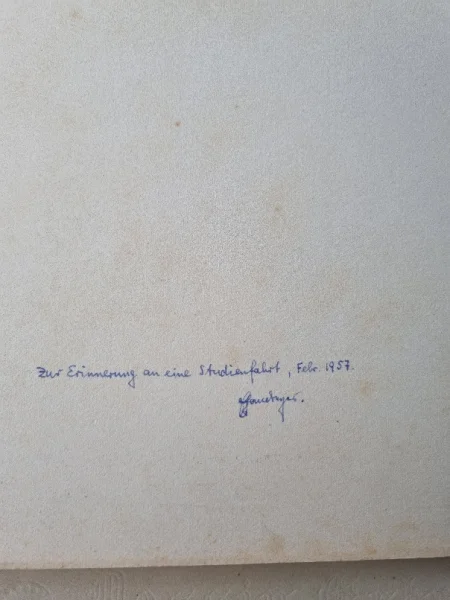 Zur Erinnerung an eine Studienfahrt, Febr. 1957.